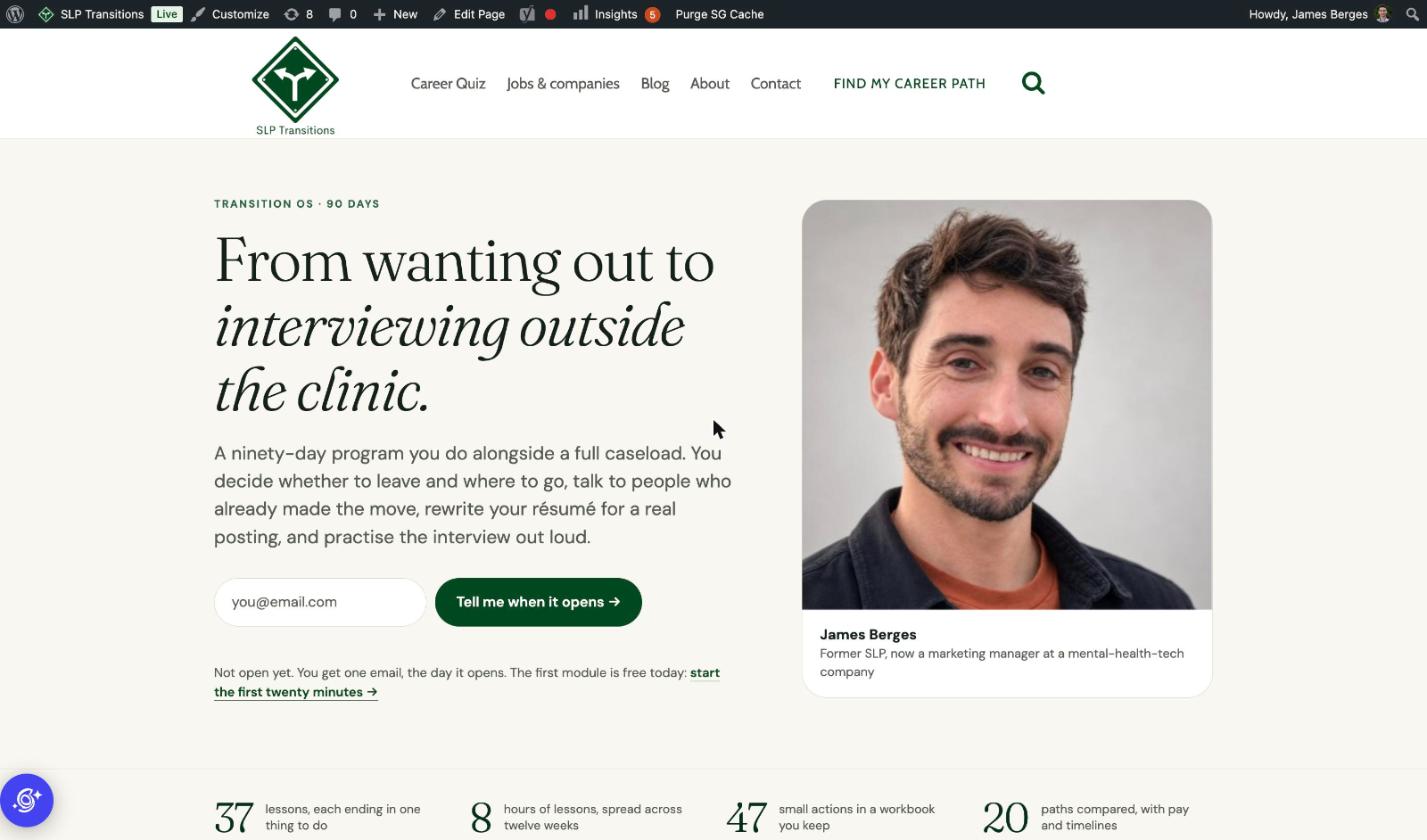 SLP Transitions Live Customize 8 0 New Edit Page Insights 5 Purge SG Cache Howdy, James Berges
SLP Transitions
Career Quiz Jobs & companies Blog About Contact FIND MY CAREER PATH
TRANSITION OS · 90 DAYS
From wanting out to
interviewing outside
the clinic.
A ninety-day program you do alongside a full caseload. You
decide whether to leave and where to go, talk to people who
already made the move, rewrite your résumé for a real
posting, and practise the interview out loud.
you@email.com Tell me when it opens →
Not open yet. You get one email, the day it opens. The first module is free today: start
the first twenty minutes →
James Berges
Former SLP, now a marketing manager at a mental-health-tech
company
37 lessons, each ending in one
thing to do
8 hours of lessons, spread across
twelve weeks
47 small actions in a workbook
you keep
20 paths compared, with pay
and timelines